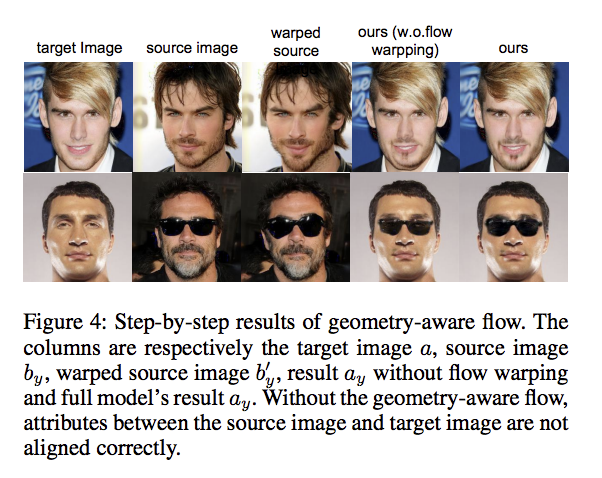 target Image source image warped source ours (w.o.flow warpping) ours
Figure 4: Step-by-step results of geometry-aware flow. The
columns are respectively the target image a, source image
b_y, warped source image b'_y, result a_y without flow warping
and full model's result a_y. Without the geometry-aware flow,
attributes between the source image and target image are not
aligned correctly.